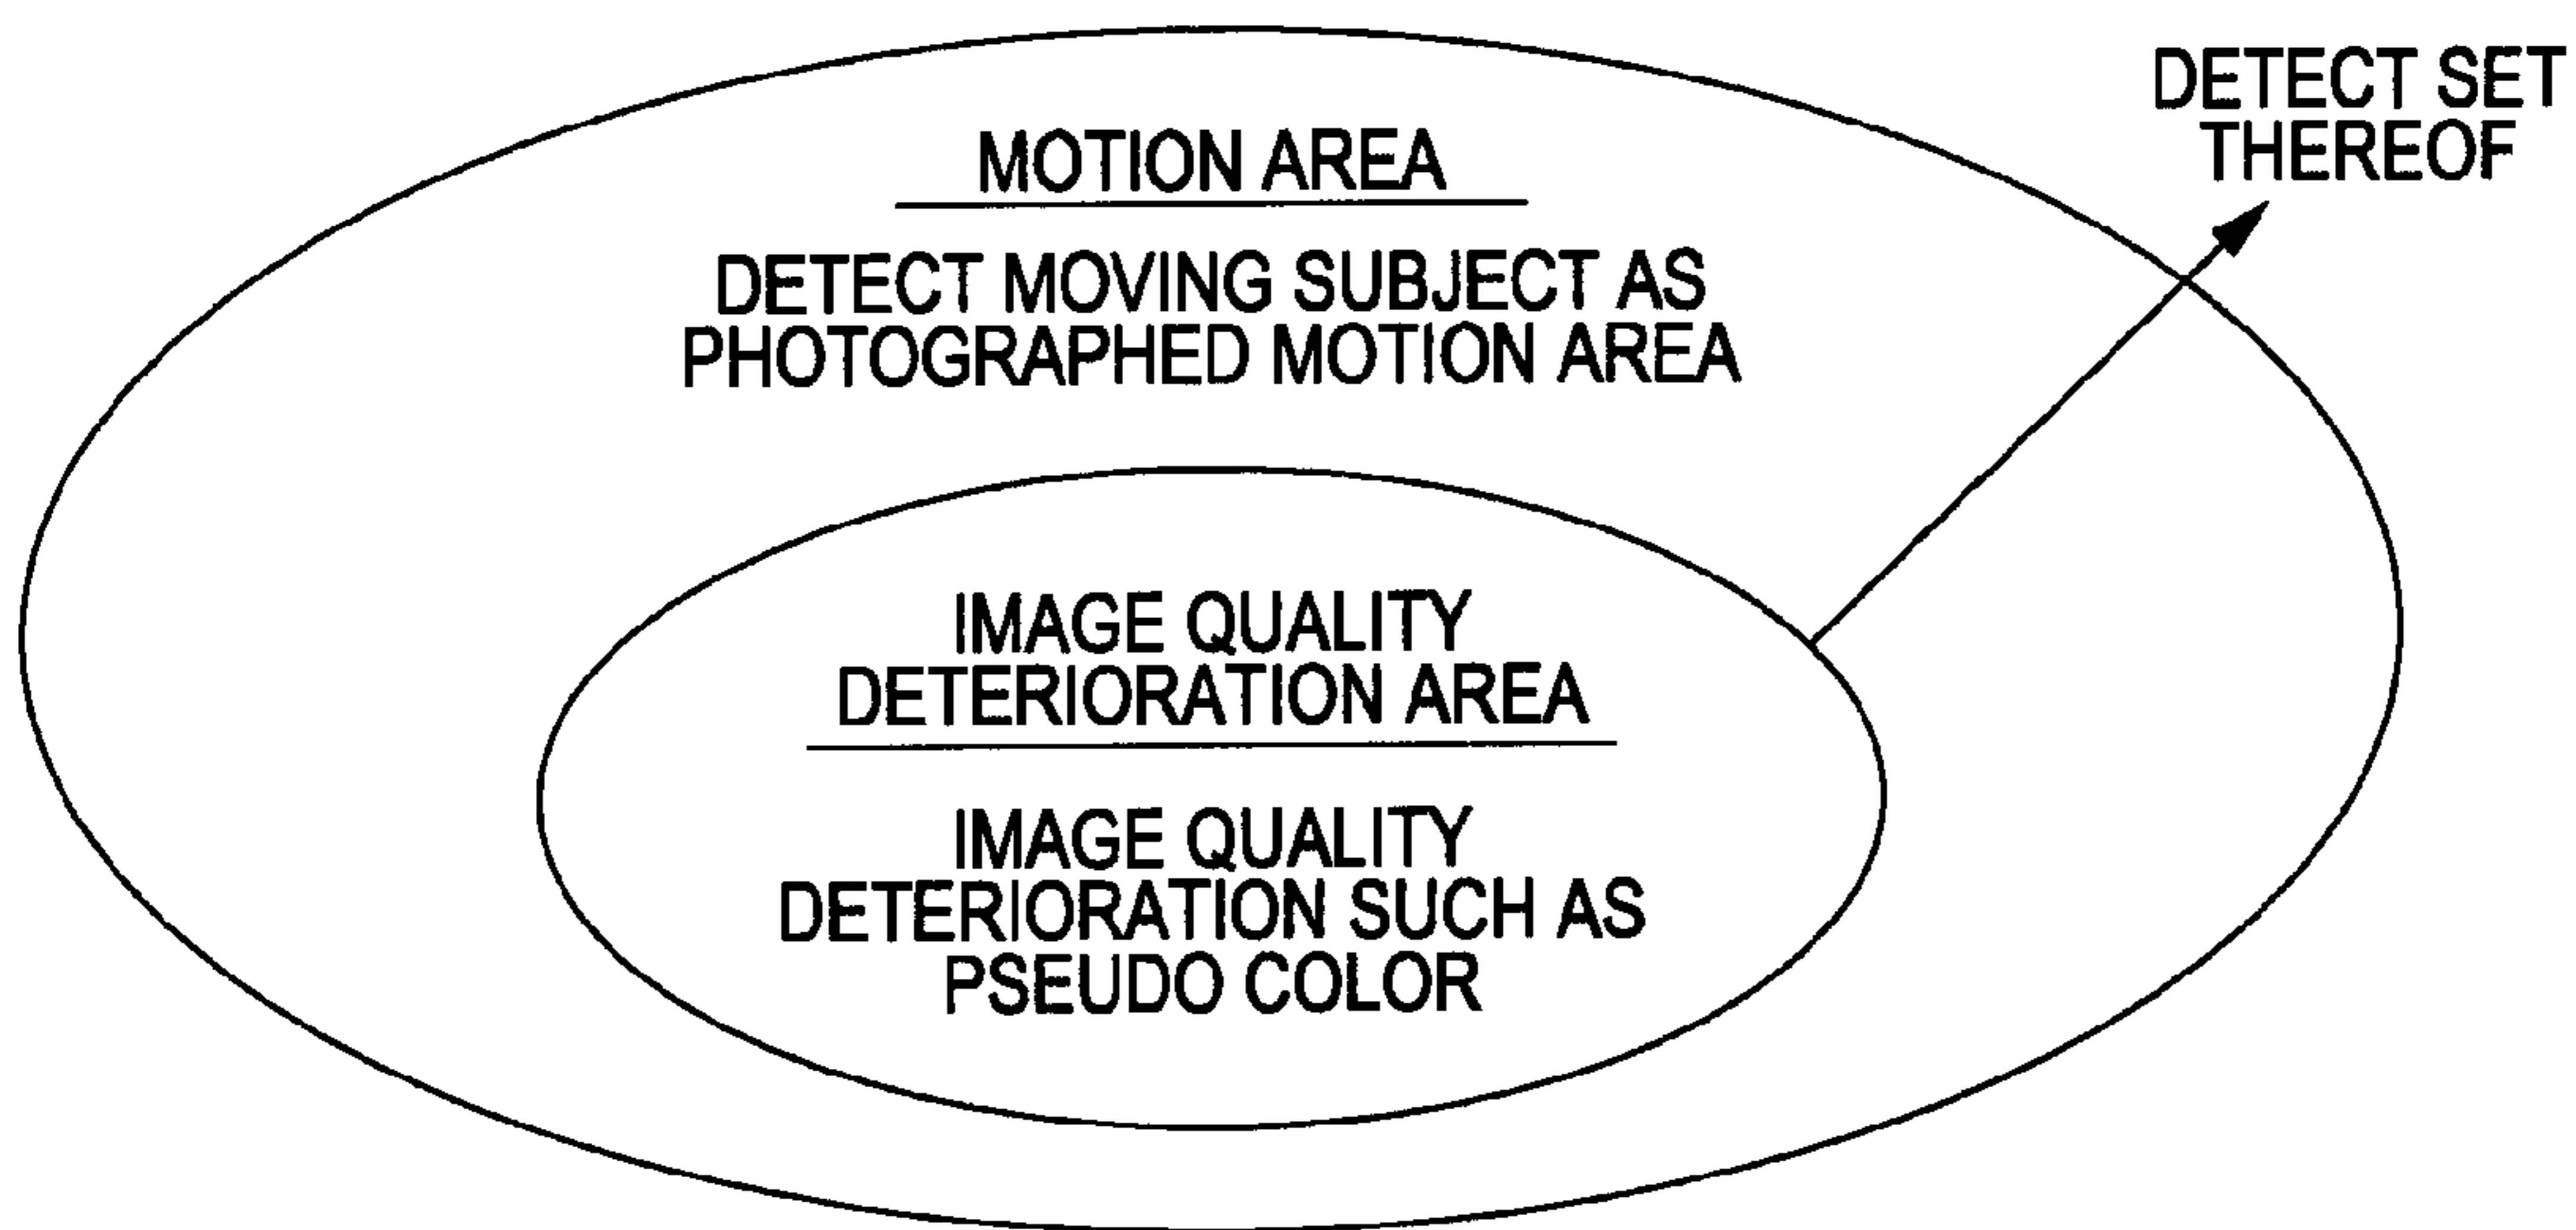 MOTION AREA
DETECT MOVING SUBJECT AS
PHOTOGRAPHED MOTION AREA
DETECT SET
THEREOF
IMAGE QUALITY
DETERIORATION AREA
IMAGE QUALITY
DETERIORATION SUCH AS
PSEUDO COLOR